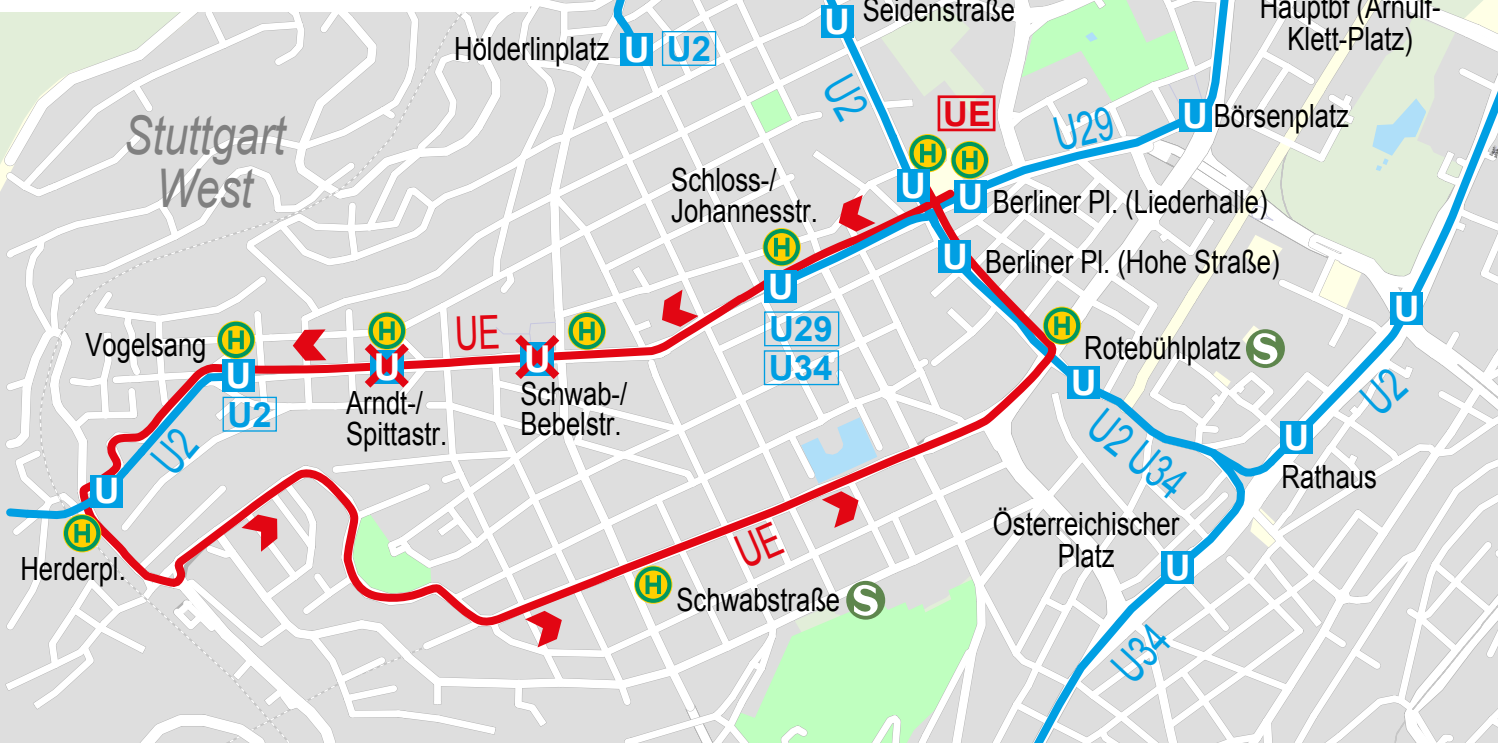 Seidenstraße
Hauptbf (Arnulf-
Klett-Platz)
Hölderlinplatz U U2
U
U2
UE
U29
U Börsenplatz
Stuttgart
West
H
H
Schloss-/
Johannesstr.
U
U Berliner Pl. (Liederhalle)
H
U
U Berliner Pl. (Hohe Straße)
U29
U34
U
H
Rotebühlplatz S
U
Vogelsang H
U
U2
H
U
UE
H
U
Arndt-/
Spittastr.
Schwab-/
Bebelstr.
U2
U2 U34
U2
U
Rathaus
U
H
Herderpl.
UE
Österreichischer
Platz
U
H Schwabstraße S
U34